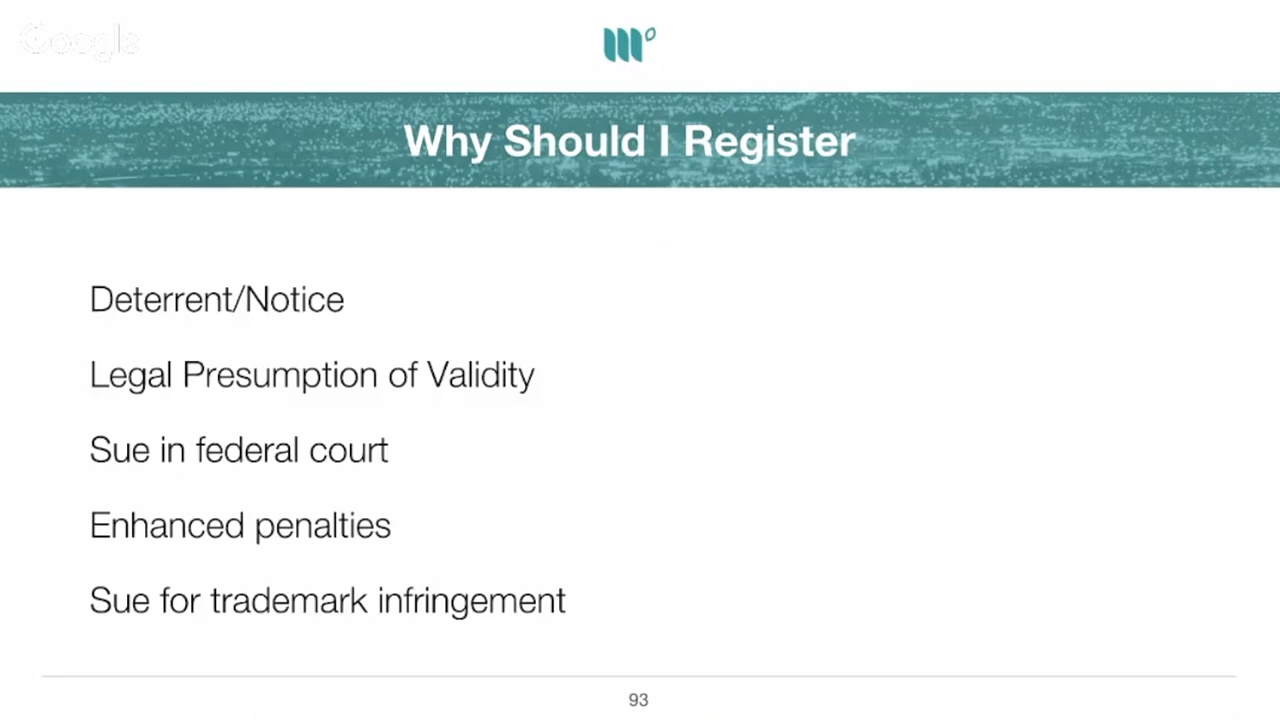 Google
Why Should I Register
Deterrent/Notice
Legal Presumption of Validity
Sue in federal court
Enhanced penalties
Sue for trademark infringement
93